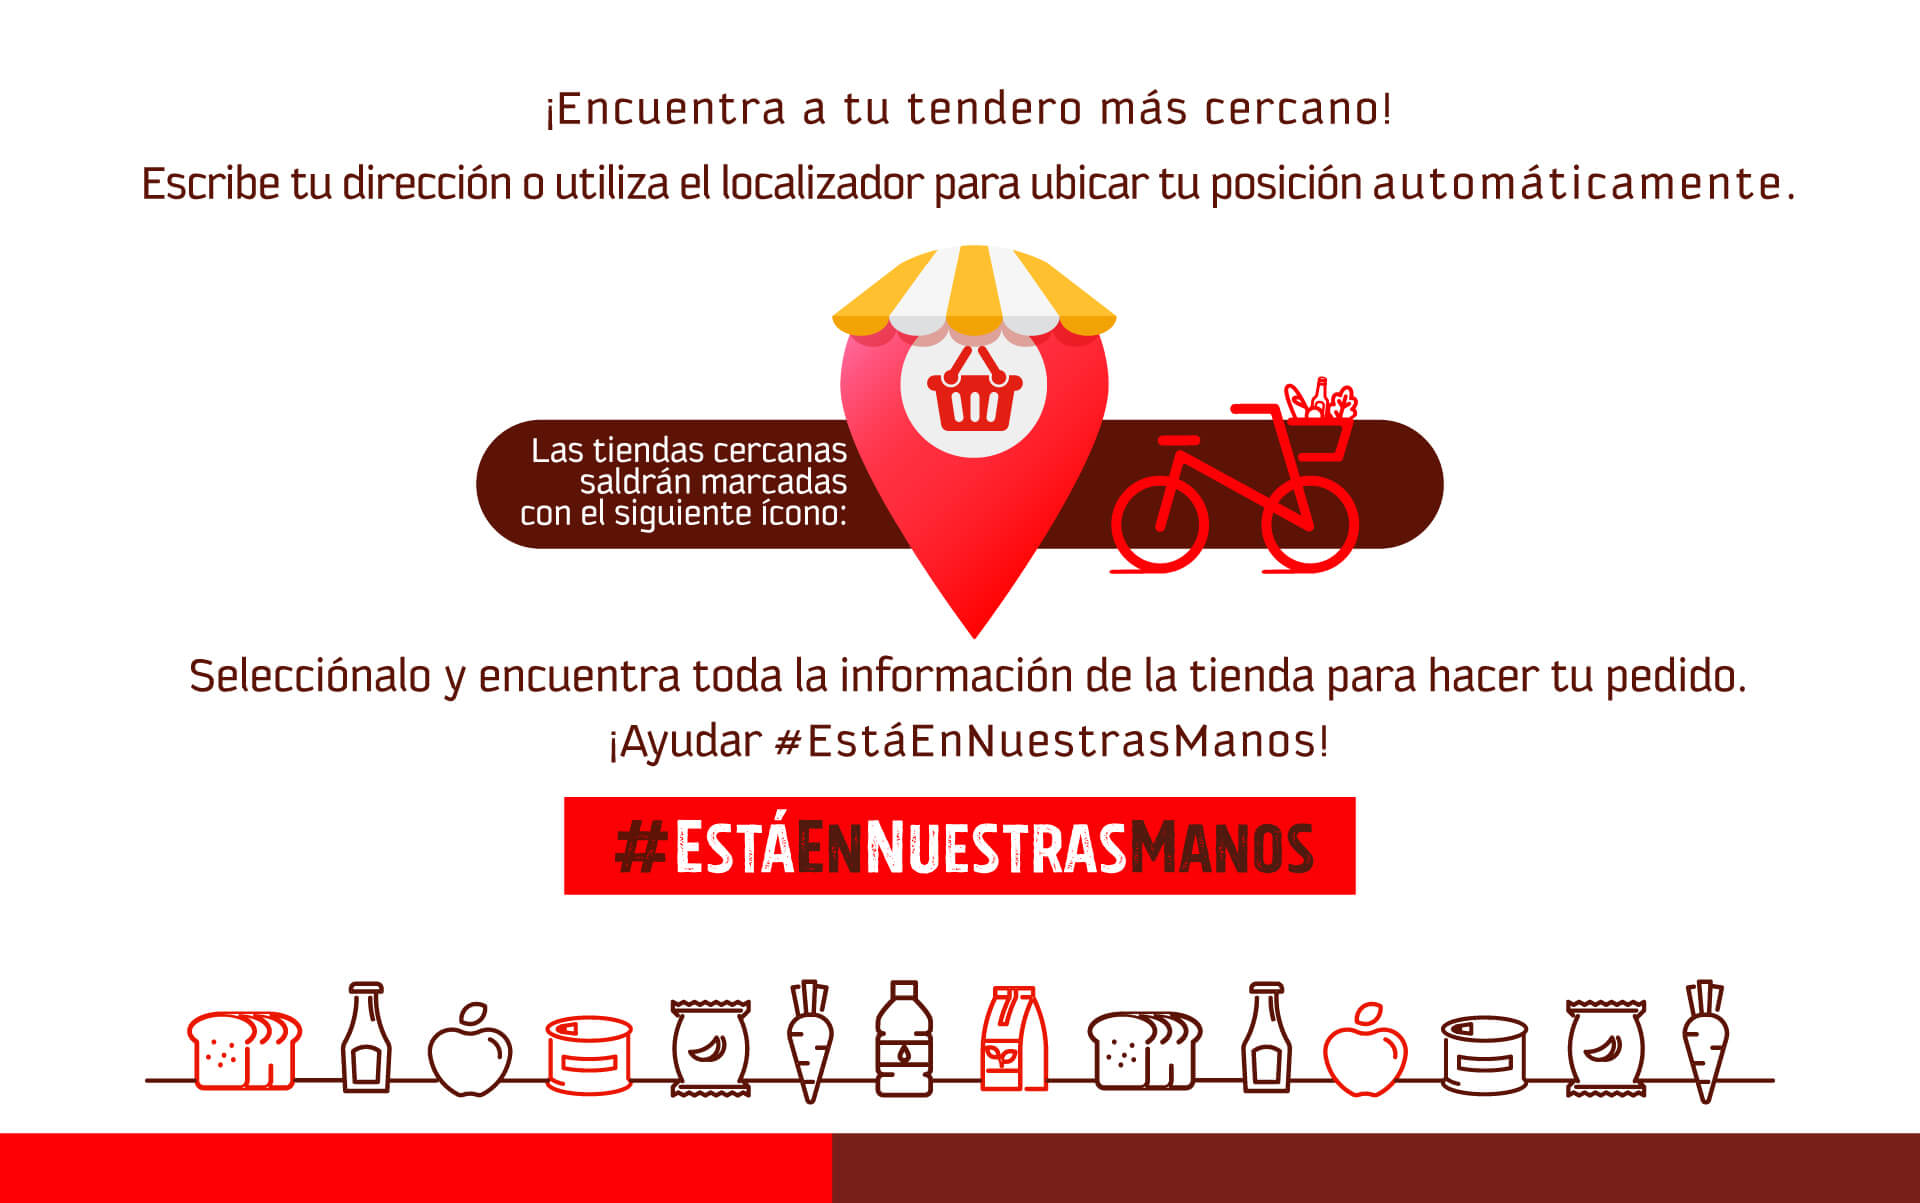 ¡Encuentra a tu tendero más cercano!
Escribe tu dirección o utiliza el localizador para ubicar tu posición automáticamente.
Las tiendas cercanas
saldrán marcadas
con el siguiente ícono:
Selecciónalo y encuentra toda la información de la tienda para hacer tu pedido.
¡Ayudar #EstáEnNuestrasManos!
#EstáEnNuestrasManos